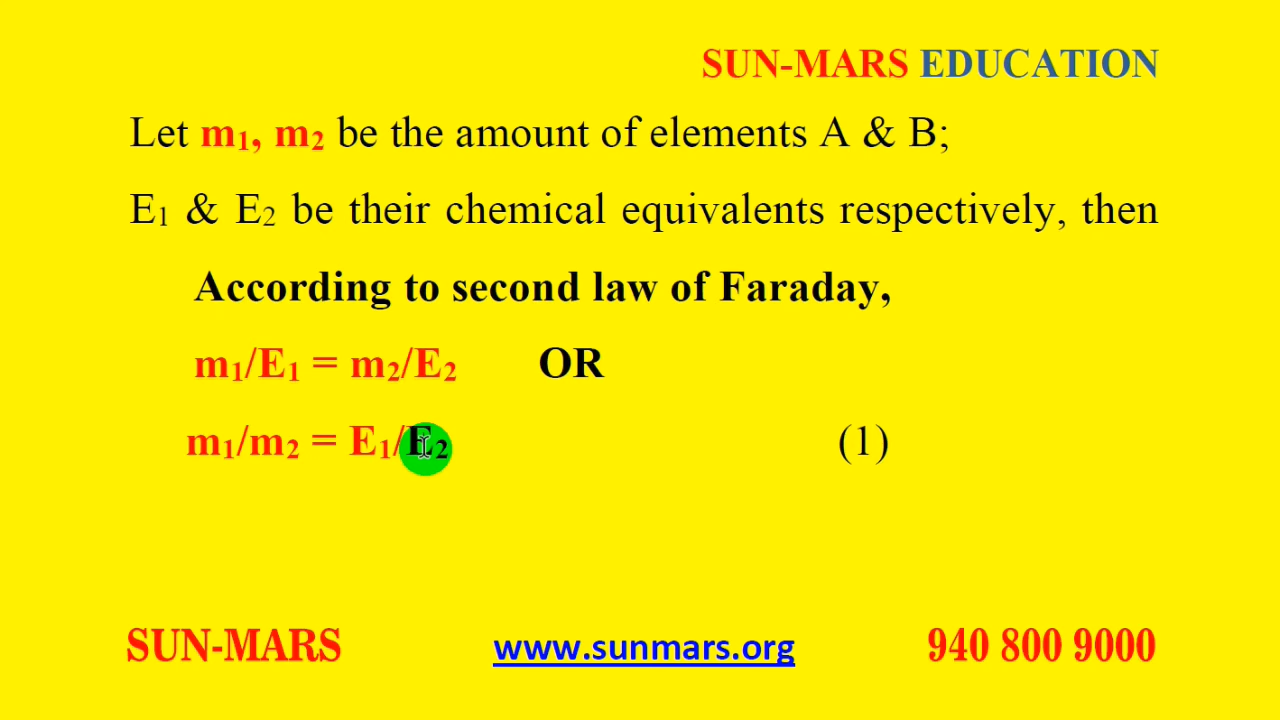 SUN-MARS EDUCATION
Let m₁, m₂ be the amount of elements A & B;
E₁ & E₂ be their chemical equivalents respectively, then
According to second law of Faraday,
m₁/E₁ = m₂/E₂ OR
m₁/m₂ = E₁/E₂ (1)
SUN-MARS www.sunmars.org 940 800 9000